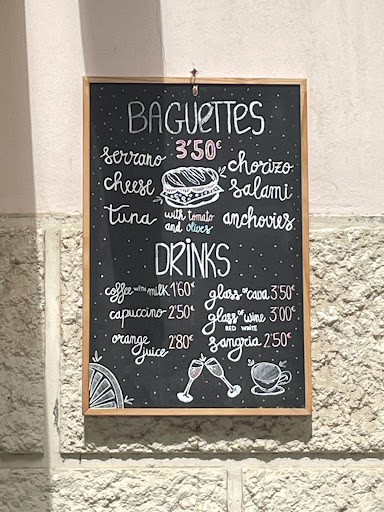 BAGUETTES
3'50€
serrano
cheese
tuna
chorizo
salami
anchovies
with tomato
and olives
DRINKS
coffee with milk 1'60€
capuccino 2'50€
orange juice 2'80€
glass of cava 3'50€
glass of wine 3'00€
RED WHITE
sangria 2'50€